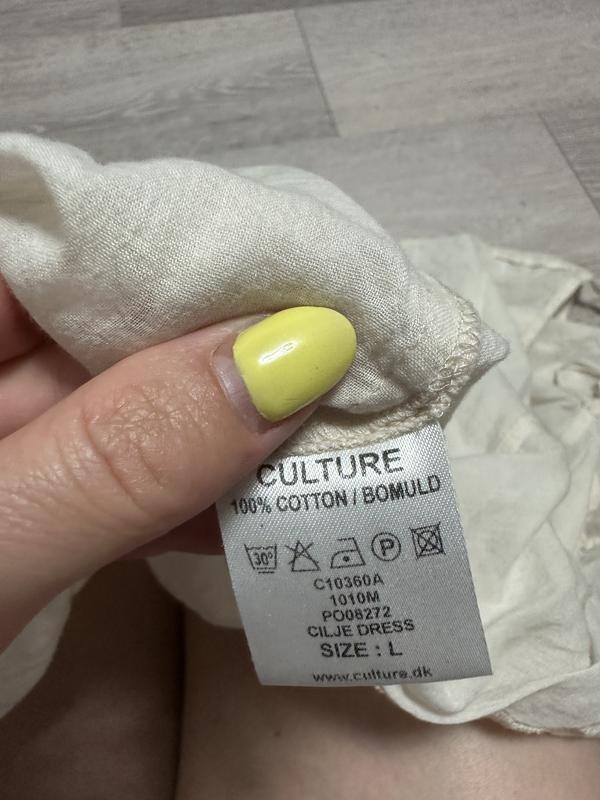 CULTURE
100% COTTON / BOMULD
30° P
C10360A
1010M
PO08272
CILJE DRESS
SIZE : L
www.culture.dk